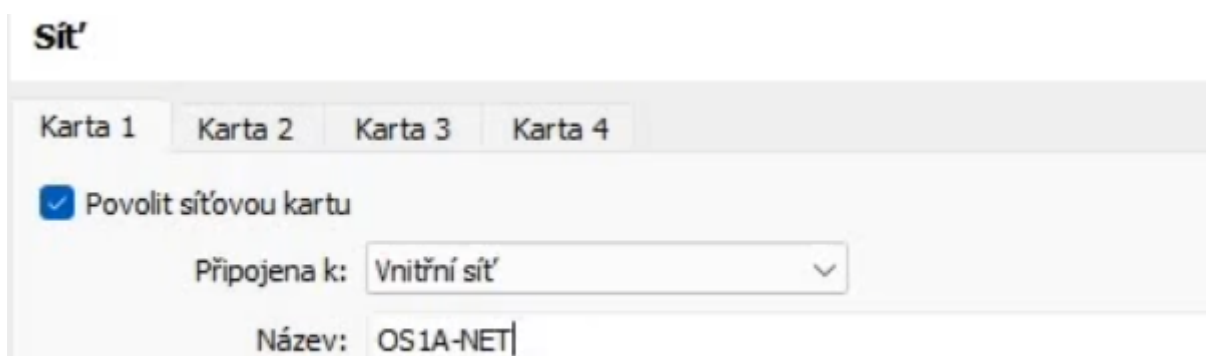 Síť
Karta 1 Karta 2 Karta 3 Karta 4
Povolit síťovou kartu
Připojena k: Vnitřní síť
Název: OS1A-NET